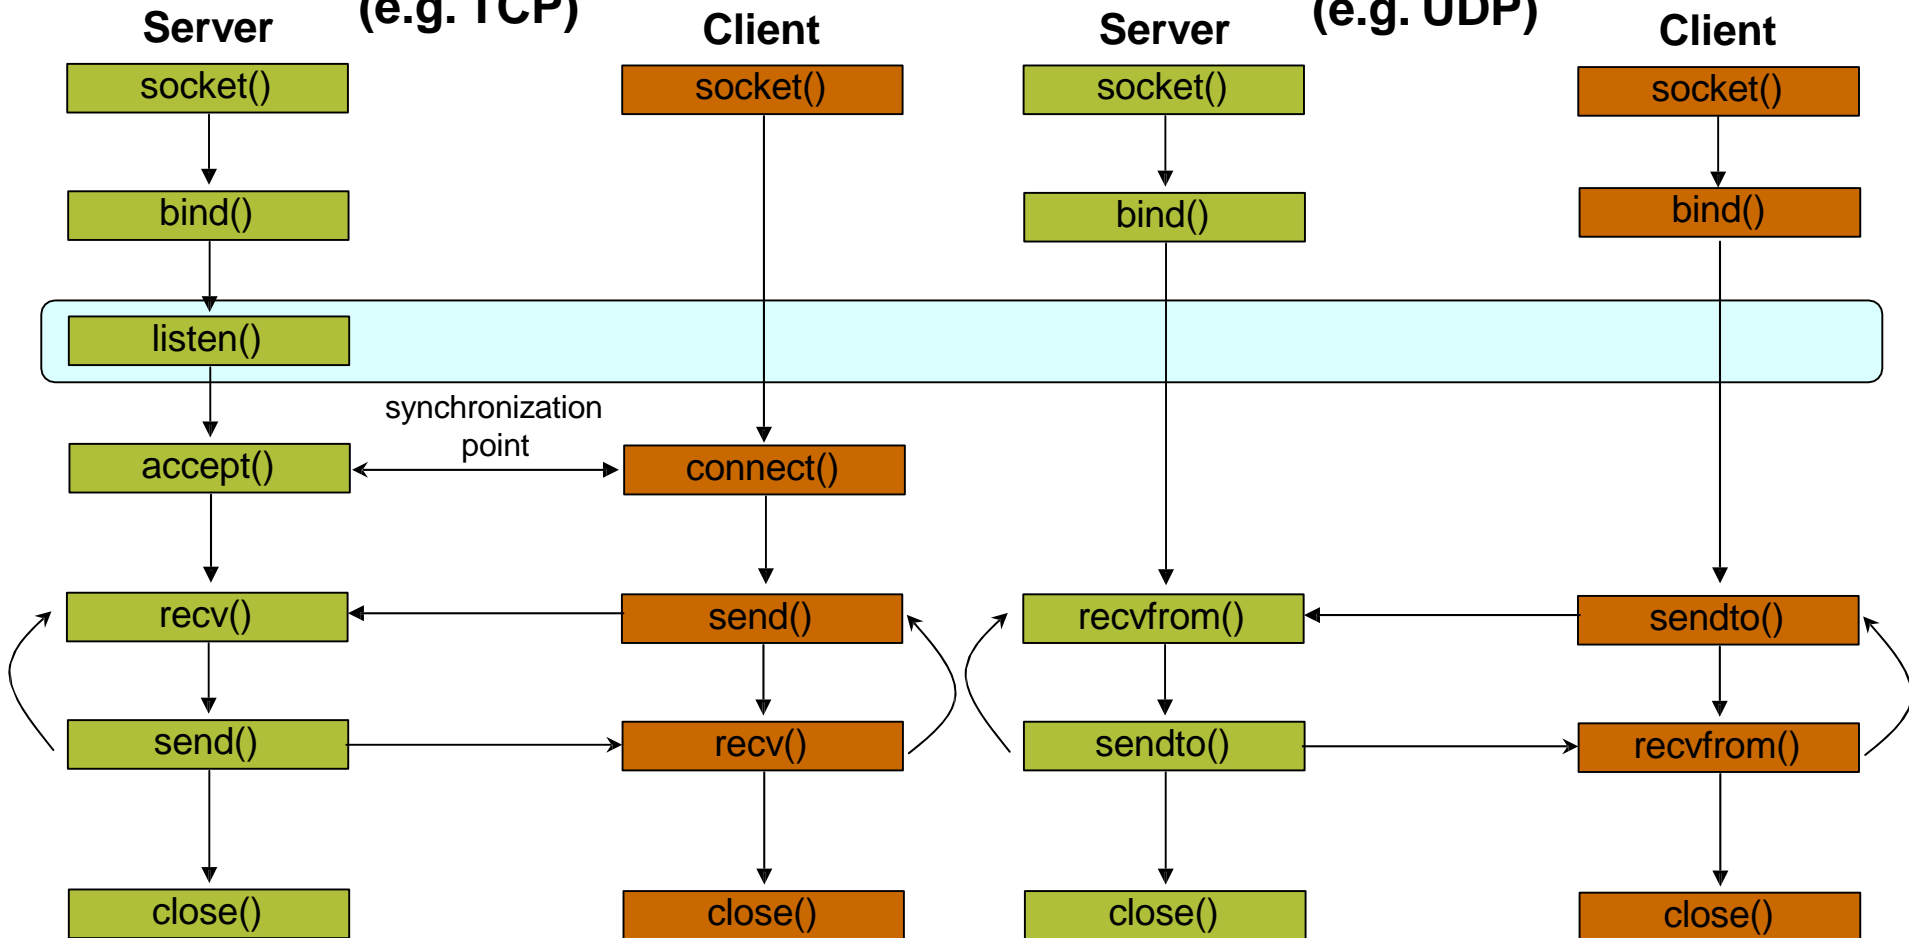 (e.g. TCP)
(e.g. UDP)
Server
Client
Server
Client
socket()
socket()
socket()
socket()
bind()
bind()
bind()
listen()
synchronization
point
accept()
connect()
recv()
send()
recvfrom()
sendto()
send()
recv()
sendto()
recvfrom()
close()
close()
close()
close()